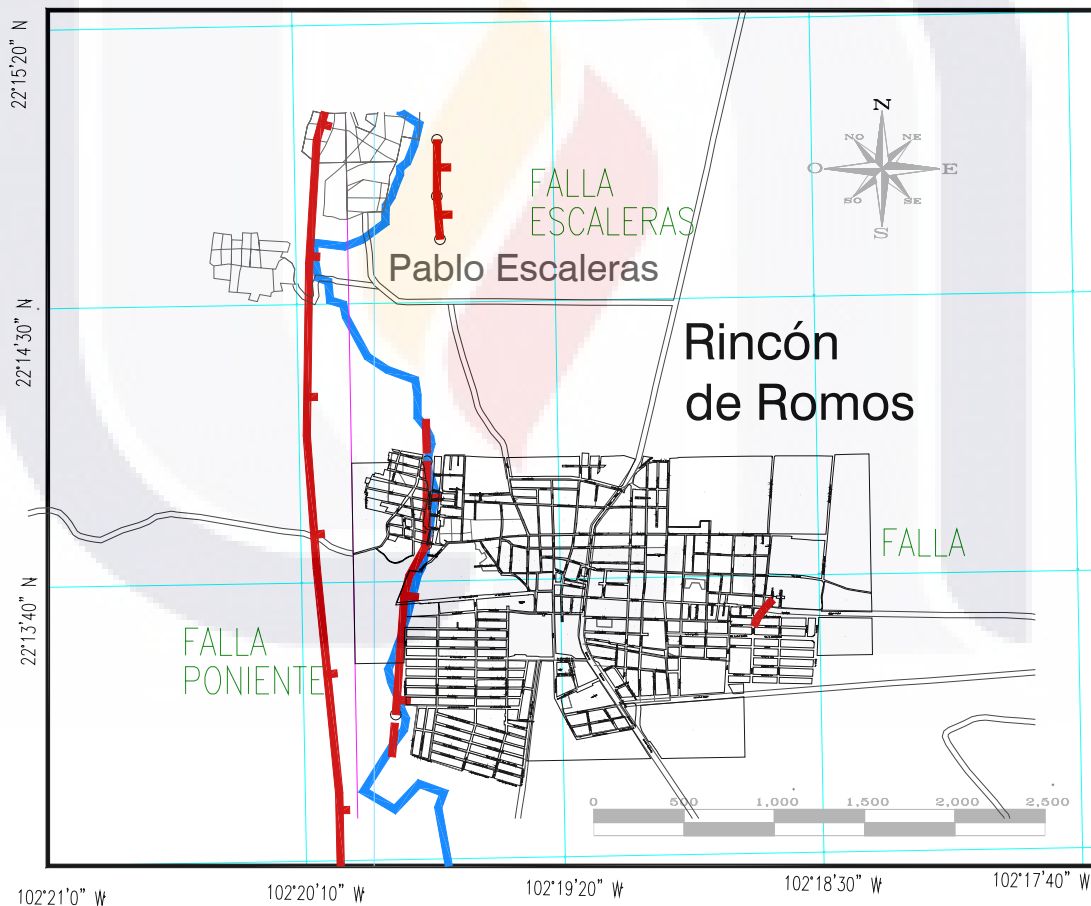 22°15'20" N
N
NO
NE
O
E
SO
SE
S
FALLA
ESCALERAS
Pablo Escaleras
22°14'30" N
Rincón
de Romos
FALLA
22°13'40" N
FALLA
PONIENTE
0
500
1,000
1,500
2,000
2,500
102°21'0" W
102°20'10" W
102°19'20" W
102°18'30" W
102°17'40" W